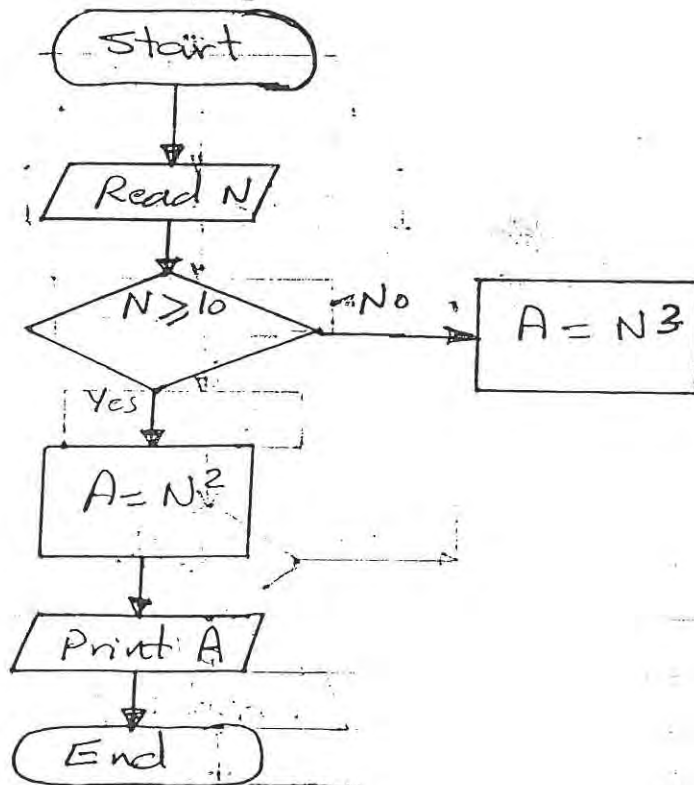 Start
Read N
N ≥ 10
No
A = N³
Yes
A = N²
Print A
End